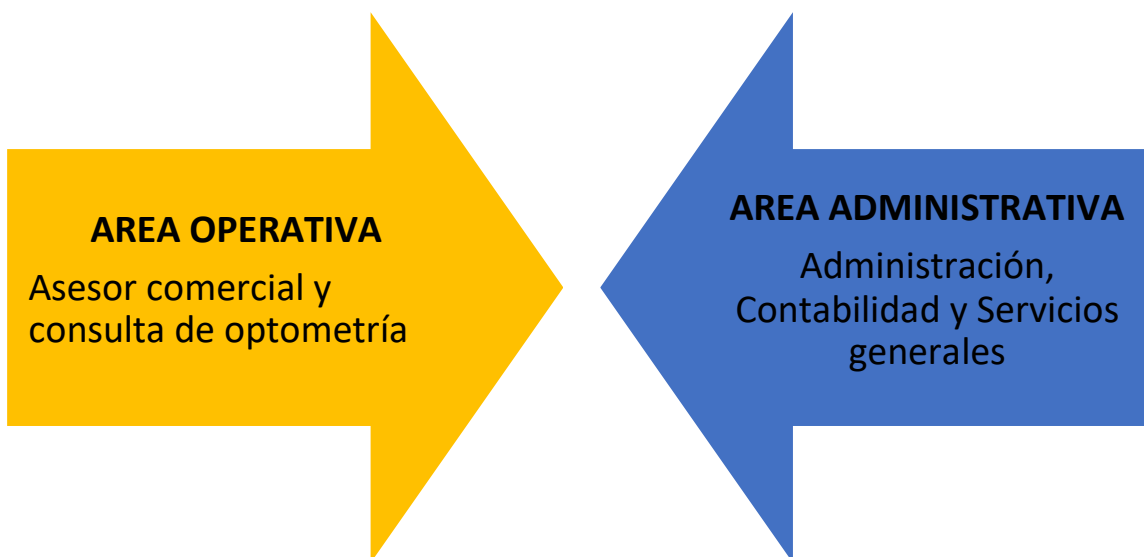 AREA OPERATIVA
Asesor comercial y
consulta de optometría
AREA ADMINISTRATIVA
Administración,
Contabilidad y Servicios
generales